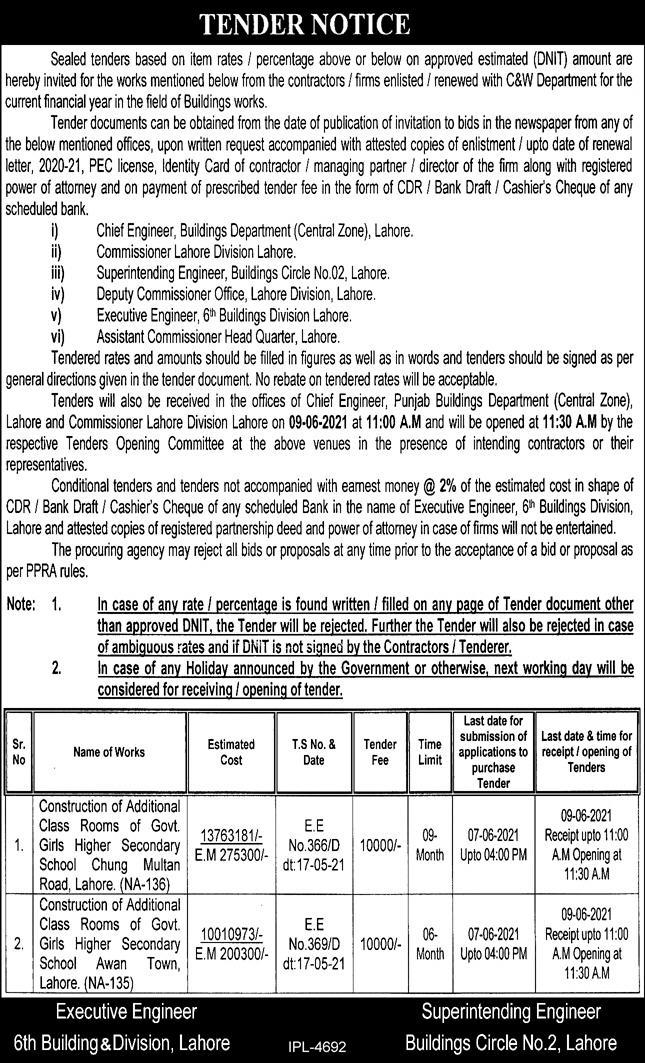 TENDER NOTICE
Sealed tenders based on item rates / percentage above or below on approved estimated (DNIT) amount are
hereby invited for the works mentioned below from the contractors / firms enlisted / renewed with C&W Department for the
current financial year in the field of Buildings works.
Tender documents can be obtained from the date of publication of invitation to bids in the newspaper from any of
the below mentioned offices, upon written request accompanied with attested copies of enlistment / upto date of renewal
letter, 2020-21, PEC license, Identity Card of contractor / managing partner / director of the firm along with registered
power of attorney and on payment of prescribed tender fee in the form of CDR / Bank Draft / Cashier's Cheque of any
scheduled bank.
i) Chief Engineer, Buildings Department (Central Zone), Lahore.
ii) Commissioner Lahore Division Lahore.
iii) Superintending Engineer, Buildings Circle No.02, Lahore.
iv) Deputy Commissioner Office, Lahore Division, Lahore.
v) Executive Engineer, 6th Buildings Division Lahore.
vi) Assistant Commissioner Head Quarter, Lahore.
Tendered rates and amounts should be filled in figures as well as in words and tenders should be signed as per
general directions given in the tender document. No rebate on tendered rates will be acceptable.
Tenders will also be received in the offices of Chief Engineer, Punjab Buildings Department (Central Zone),
Lahore and Commissioner Lahore Division Lahore on 09-06-2021 at 11:00 A.M and will be opened at 11:30 A.M by the
respective Tenders Opening Committee at the above venues in the presence of intending contractors or their
representatives.
Conditional tenders and tenders not accompanied with earnest money @ 2% of the estimated cost in shape of
CDR / Bank Draft / Cashier's Cheque of any scheduled Bank in the name of Executive Engineer, 6th Buildings Division,
Lahore and attested copies of registered partnership deed and power of attorney in case of firms will not be entertained.
The procuring agency may reject all bids or proposals at any time prior to the acceptance of a bid or proposal as
per PPRA rules.
Note: 1. In case of any rate / percentage is found written / filled on any page of Tender document other
than approved DNIT, the Tender will be rejected. Further the Tender will also be rejected in case
of ambiguous rates and if DNIT is not signed by the Contractors / Tenderer.
2. In case of any Holiday announced by the Government or otherwise, next working day will be
considered for receiving / opening of tender.
Sr. No
Name of Works
Estimated Cost
T.S No. & Date
Tender Fee
Time Limit
Last date for submission of applications to purchase Tender
Last date & time for receipt / opening of Tenders
1.
Construction of Additional
Class Rooms of Govt.
Girls Higher Secondary
School Chung Multan
Road, Lahore. (NA-136)
13763181/-
E.M 275300/-
E.E
No.366/D
dt:17-05-21
10000/-
09-
Month
07-06-2021
Upto 04:00 PM
09-06-2021
Receipt upto 11:00
A.M Opening at
11:30 A.M
2.
Construction of Additional
Class Rooms of Govt.
Girls Higher Secondary
School Awan Town,
Lahore. (NA-135)
10010973/-
E.M 200300/-
E.E
No.369/D
dt:17-05-21
10000/-
06-
Month
07-06-2021
Upto 04:00 PM
09-06-2021
Receipt upto 11:00
A.M Opening at
11:30 A.M
Executive Engineer
6th Building & Division, Lahore
IPL-4692
Superintending Engineer
Buildings Circle No.2, Lahore